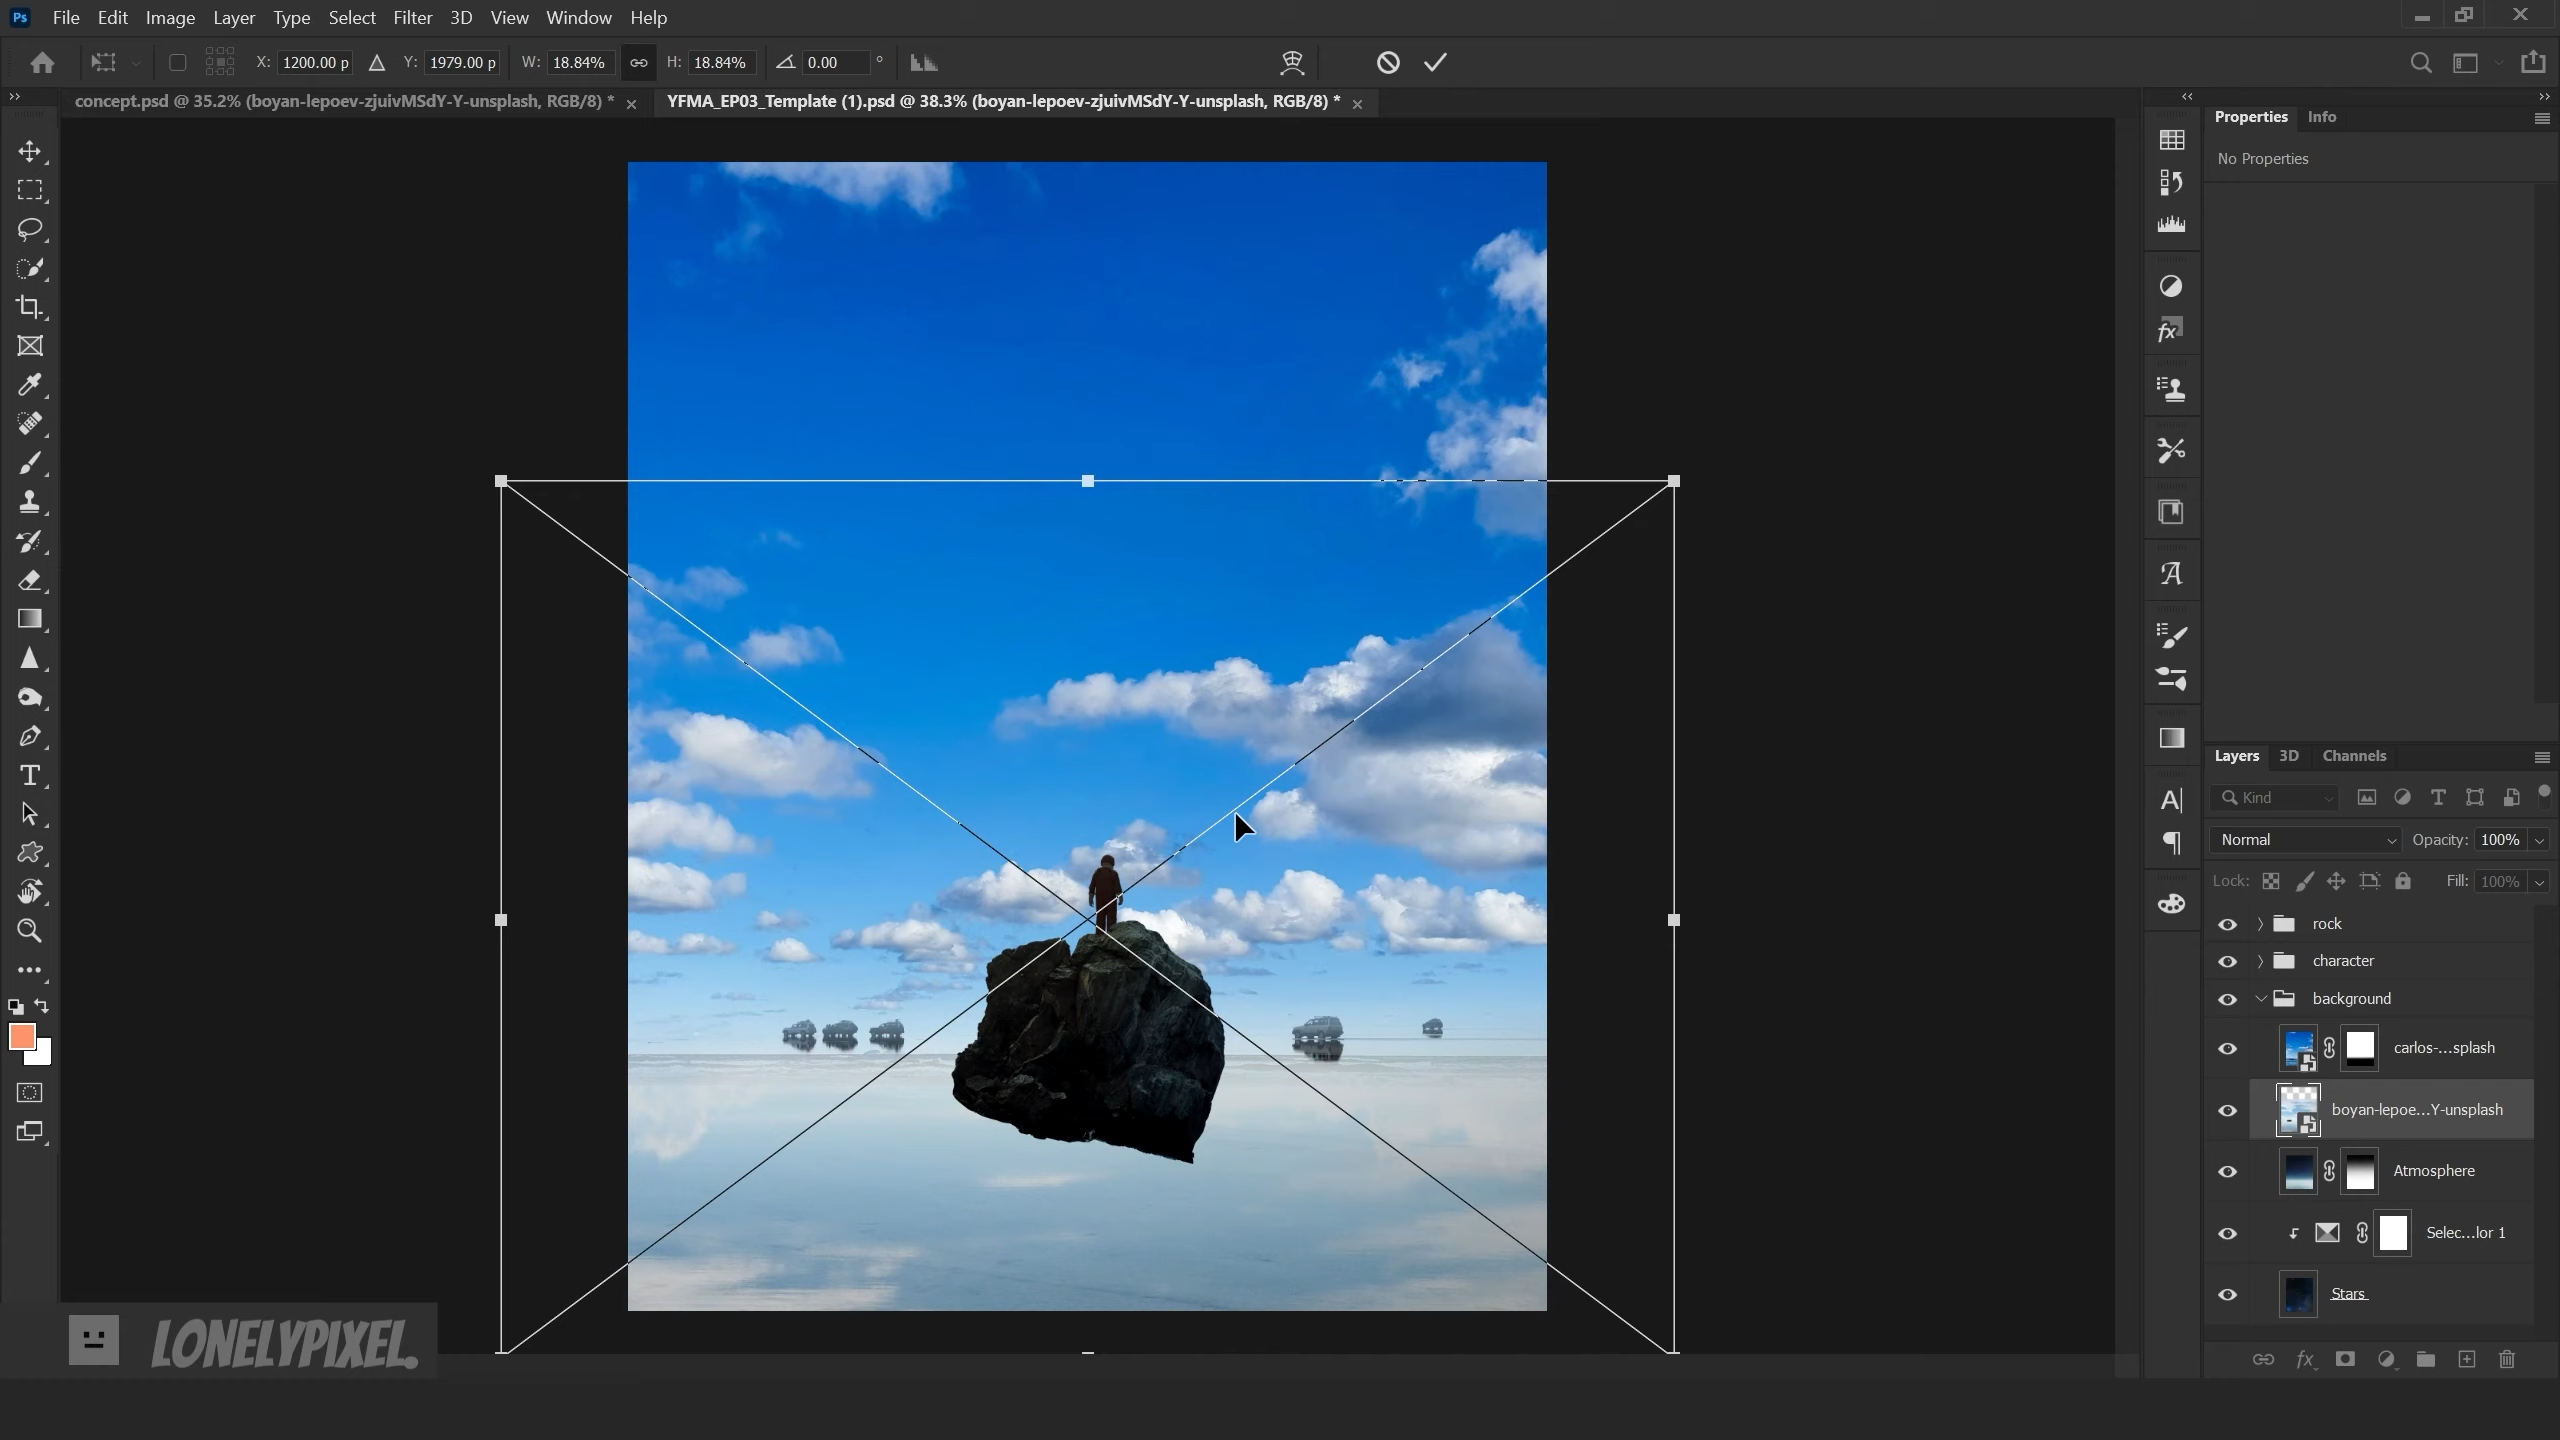 Ps File Edit Image Layer Type Select Filter 3D View Window Help
X: 1200.00 p Y: 1979.00 p W: 18.84% H: 18.84% 0.00 °
concept.psd @ 35.2% (boyan-lepoev-zjuivMSdY-Y-unsplash, RGB/8) * YFMA_EP03_Template (1).psd @ 38.3% (boyan-lepoev-zjuivMSdY-Y-unsplash, RGB/8) *
Properties Info
No Properties
Layers 3D Channels
Kind
Normal Opacity: 100%
Lock: Fill: 100%
rock
character
background
carlos-...splash
boyan-lepoe...Y-unsplash
Atmosphere
Selec...lor 1
Stars
LONELYPIXEL.